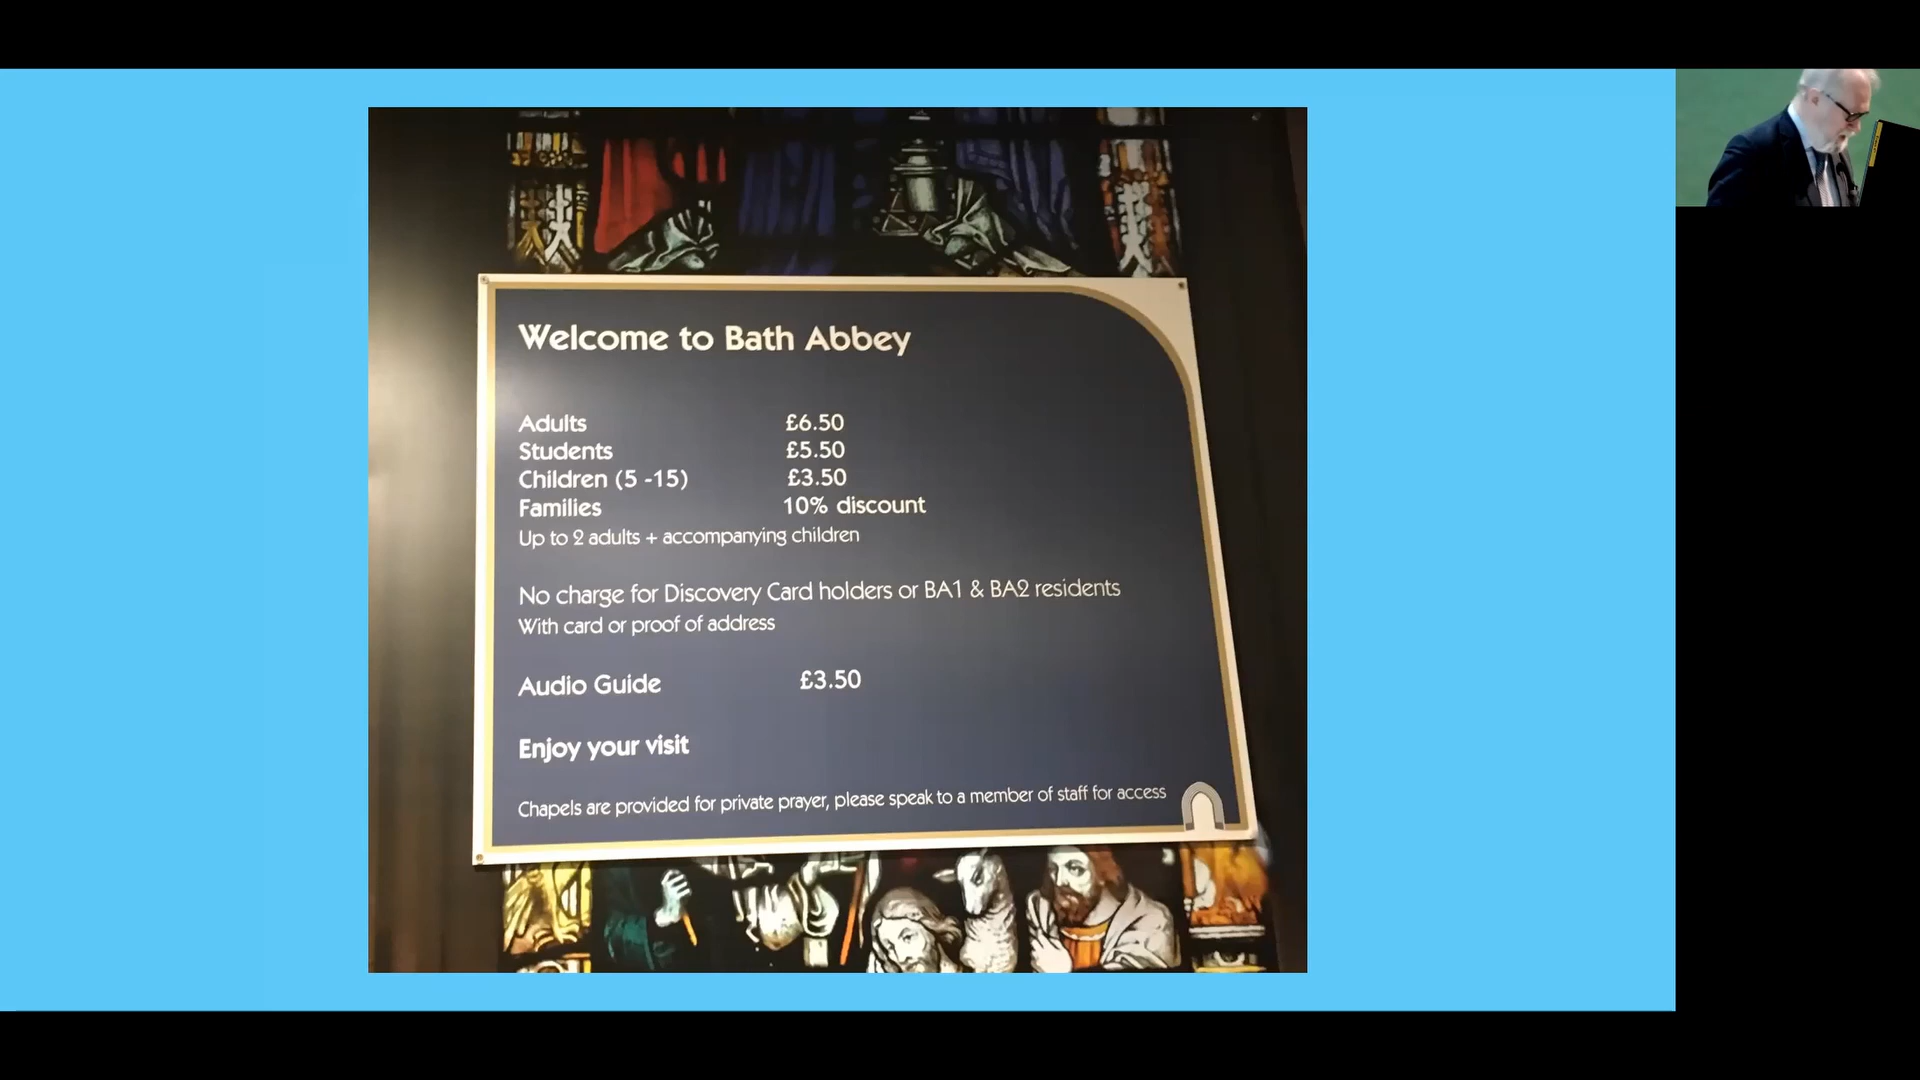 Welcome to Bath Abbey
Adults £6.50
Students £5.50
Children (5 -15) £3.50
Families 10% discount
Up to 2 adults + accompanying children
No charge for Discovery Card holders or BA1 & BA2 residents
With card or proof of address
Audio Guide £3.50
Enjoy your visit
Chapels are provided for private prayer, please speak to a member of staff for access